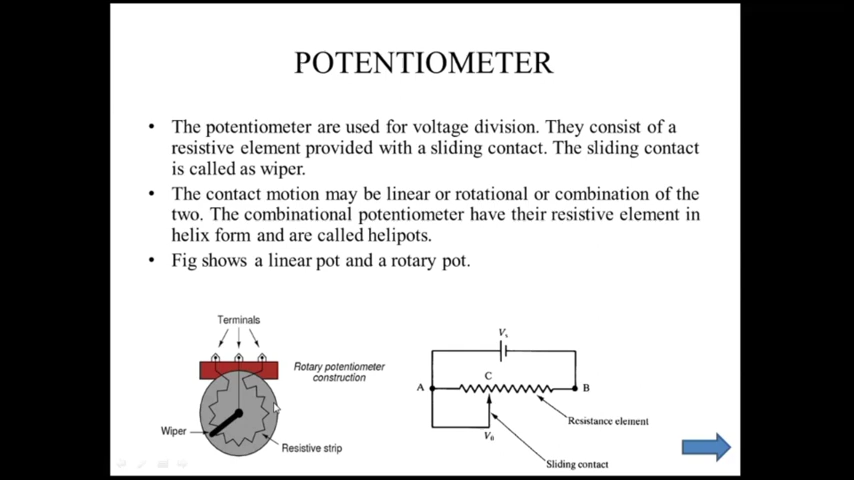 POTENTIOMETER
• The potentiometer are used for voltage division. They consist of a
resistive element provided with a sliding contact. The sliding contact
is called as wiper.
• The contact motion may be linear or rotational or combination of the
two. The combinational potentiometer have their resistive element in
helix form and are called helipots.
• Fig shows a linear pot and a rotary pot.
Terminals
Rotary potentiometer
construction
Wiper
Resistive strip
Vs
C
A
B
Resistance element
V0
Sliding contact